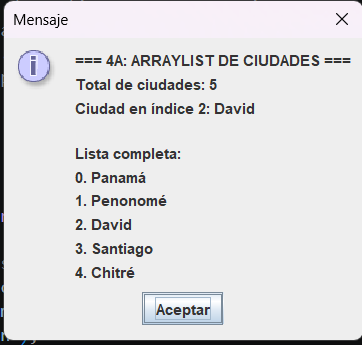 Mensaje
=== 4A: ARRAYLIST DE CIUDADES ===
Total de ciudades: 5
Ciudad en índice 2: David
Lista completa:
0. Panamá
1. Penonomé
2. David
3. Santiago
4. Chitré
Aceptar